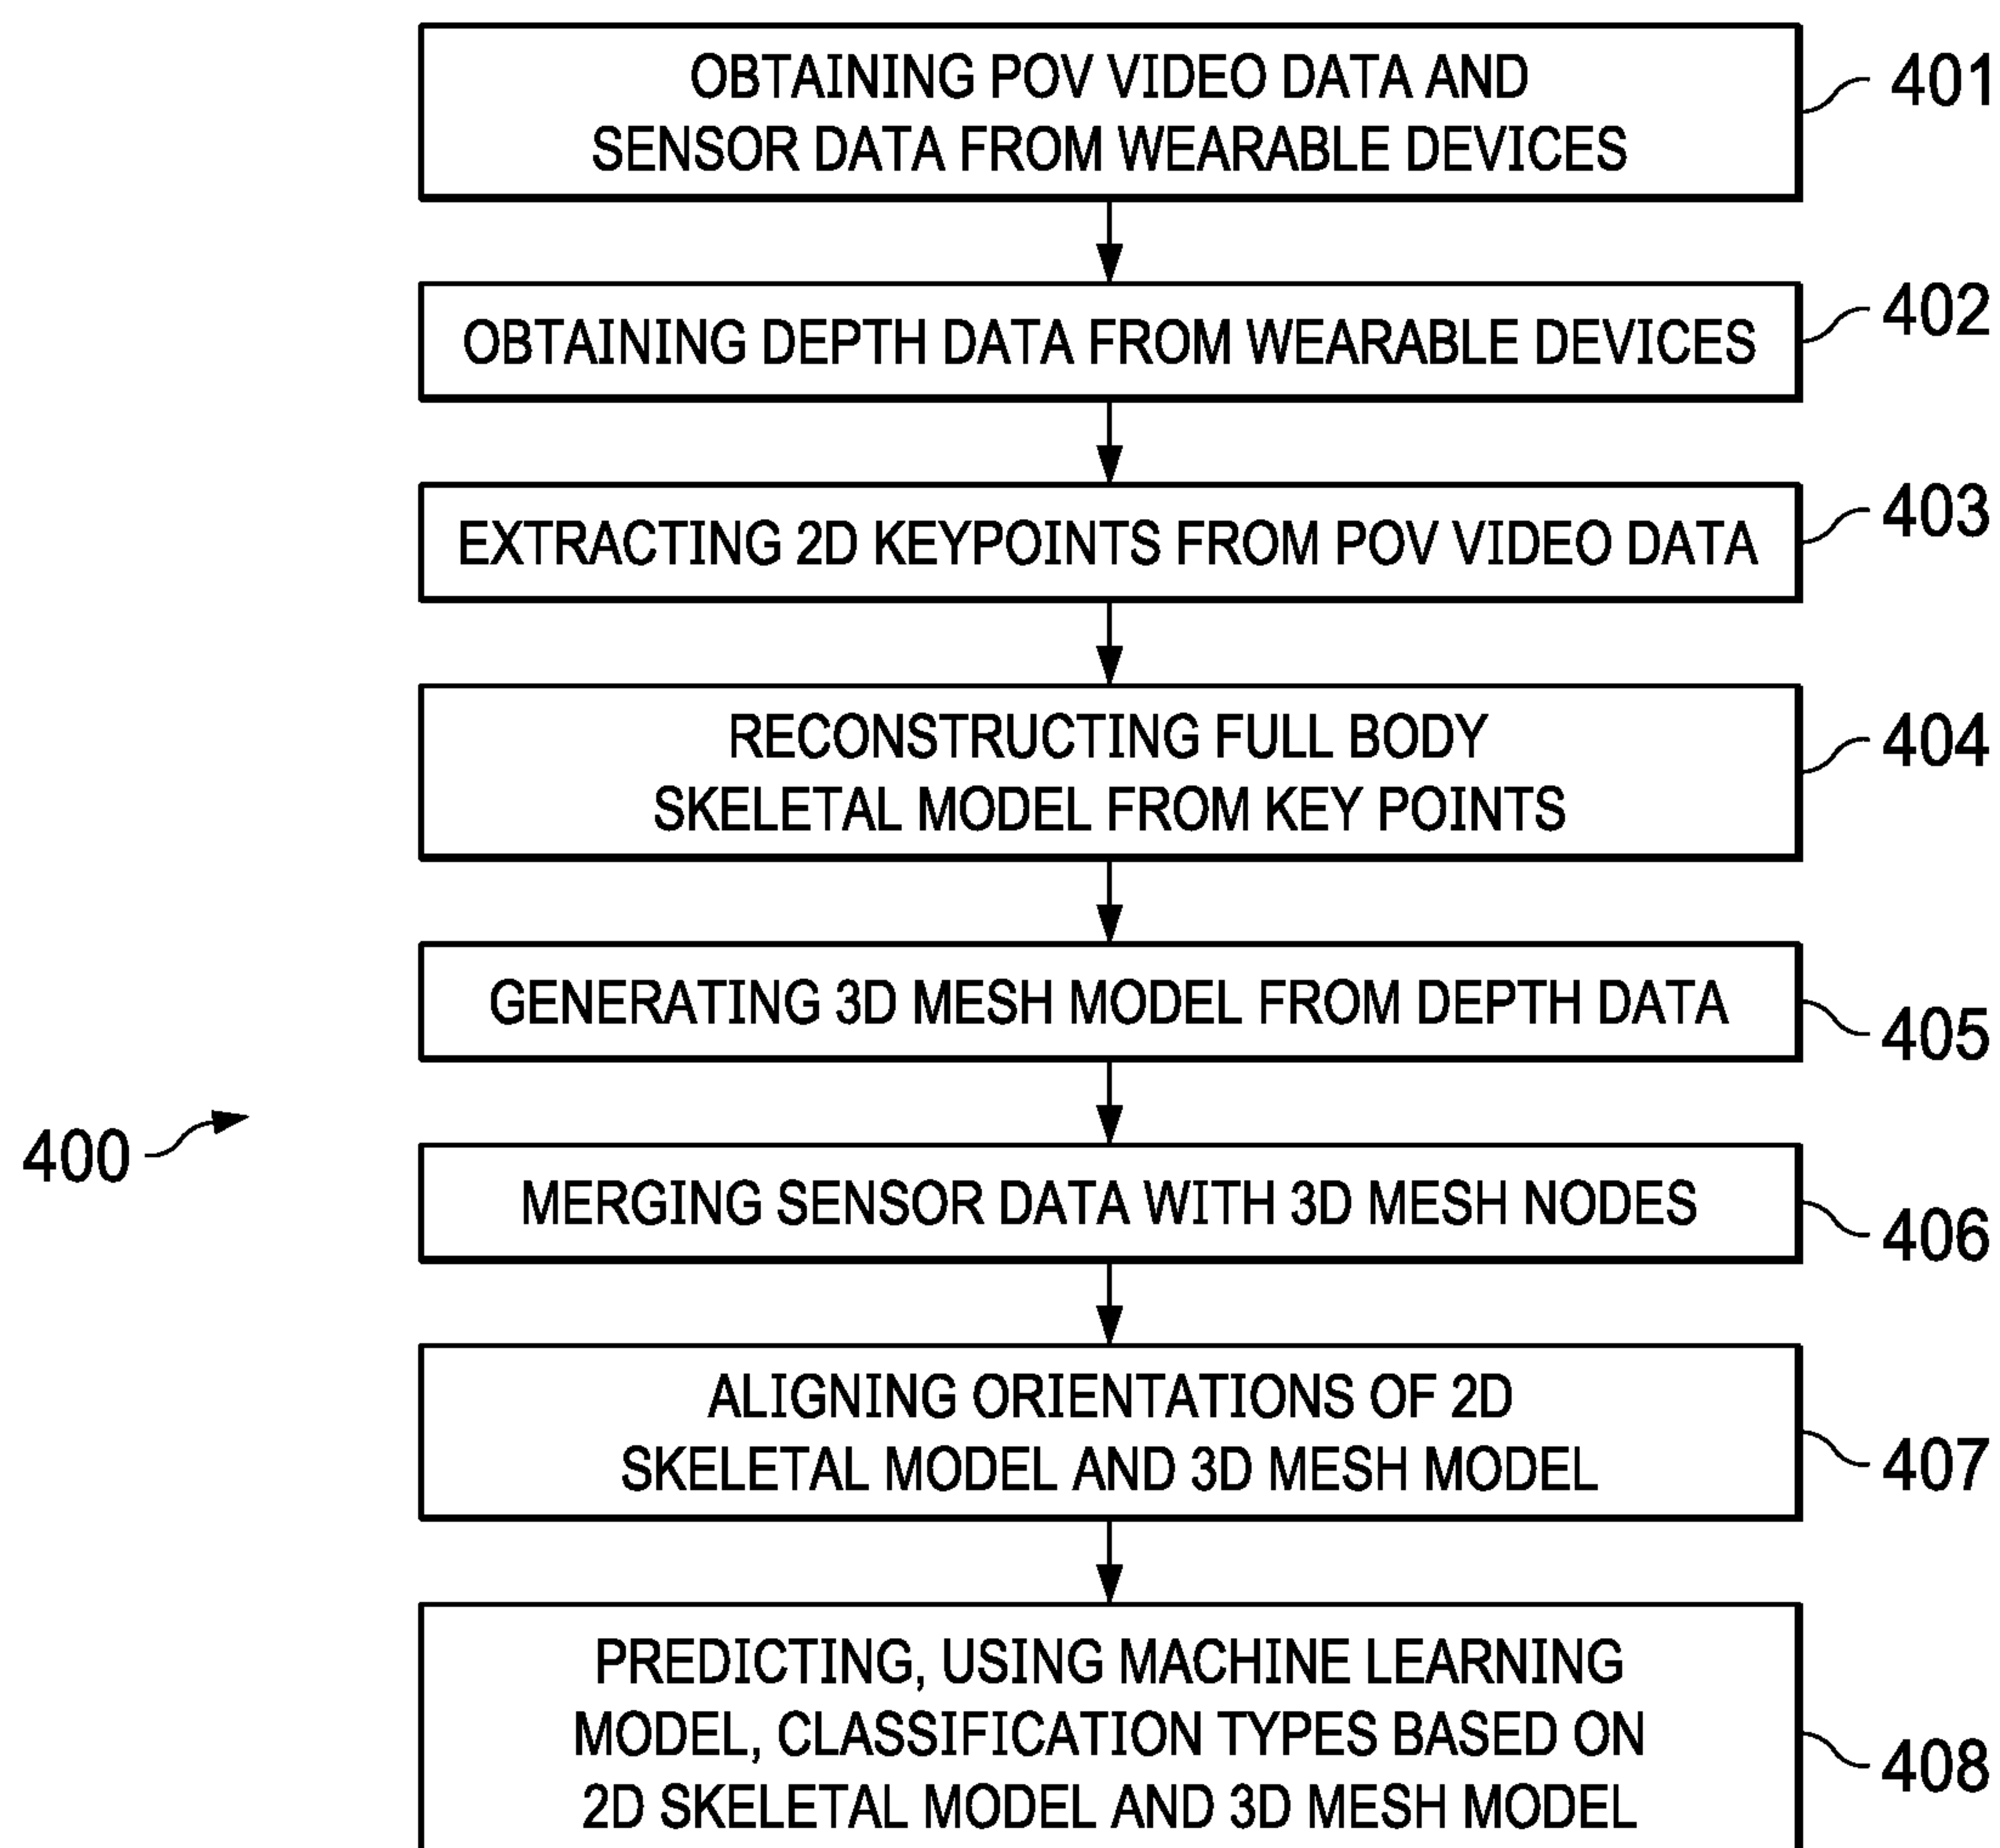 OBTAINING POV VIDEO DATA AND
SENSOR DATA FROM WEARABLE DEVICES
401
OBTAINING DEPTH DATA FROM WEARABLE DEVICES
402
EXTRACTING 2D KEYPOINTS FROM POV VIDEO DATA
403
RECONSTRUCTING FULL BODY
SKELETAL MODEL FROM KEY POINTS
404
GENERATING 3D MESH MODEL FROM DEPTH DATA
405
400
MERGING SENSOR DATA WITH 3D MESH NODES
406
ALIGNING ORIENTATIONS OF 2D
SKELETAL MODEL AND 3D MESH MODEL
407
PREDICTING, USING MACHINE LEARNING
MODEL, CLASSIFICATION TYPES BASED ON
2D SKELETAL MODEL AND 3D MESH MODEL
408